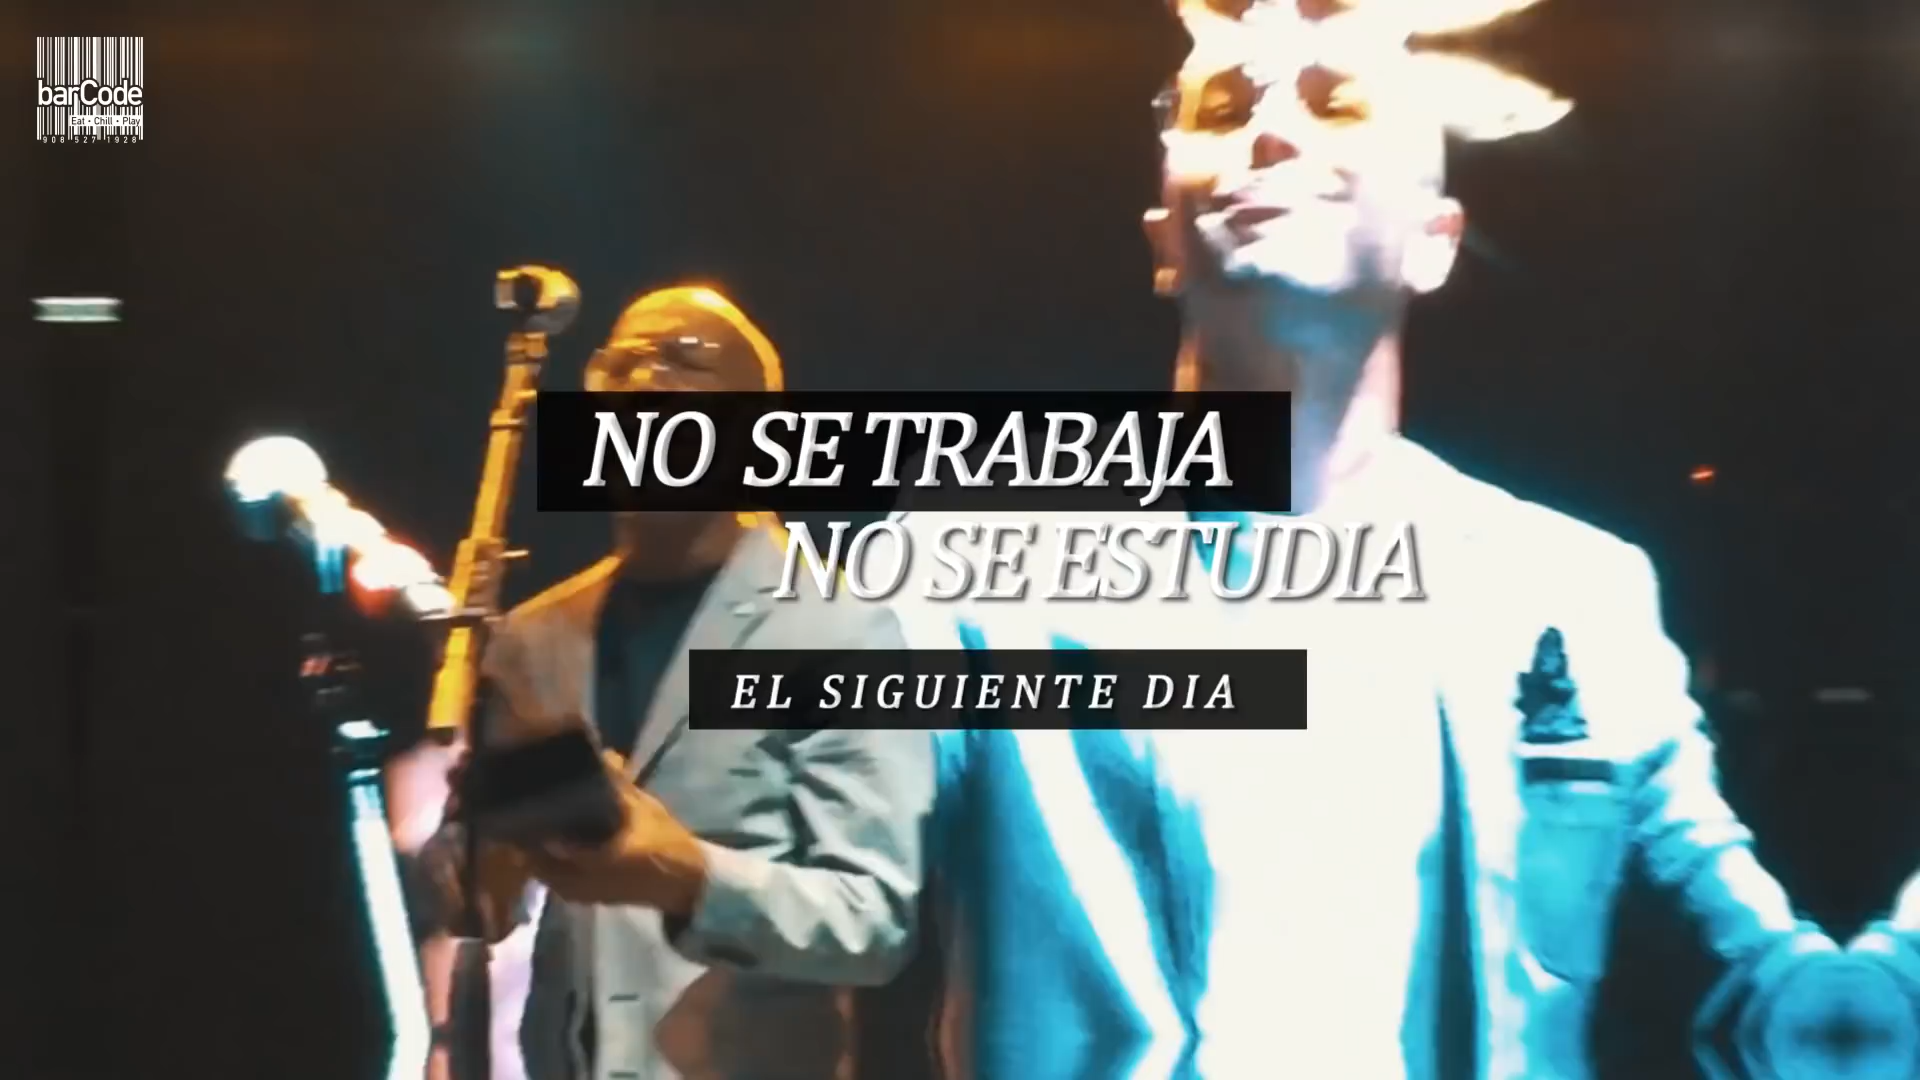 barCode
Eat • Chill • Play
908 527 1928
NO SE TRABAJA
NO SE ESTUDIA
EL SIGUIENTE DIA